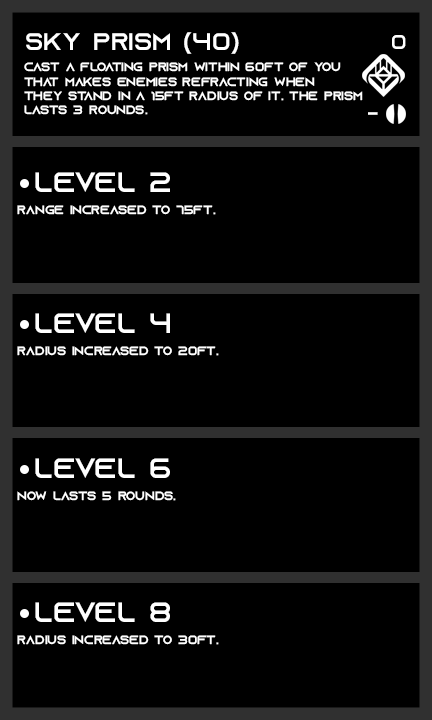 SKY PRISM (40)
0
CAST A FLOATING PRISM WITHIN 60FT OF YOU
THAT MAKES ENEMIES REFRACTING WHEN
THEY STAND IN A 15FT RADIUS OF IT. THE PRISM
LASTS 3 ROUNDS.
-
•LEVEL 2
RANGE INCREASED TO 75FT.
•LEVEL 4
RADIUS INCREASED TO 20FT.
•LEVEL 6
NOW LASTS 5 ROUNDS.
•LEVEL 8
RADIUS INCREASED TO 30FT.